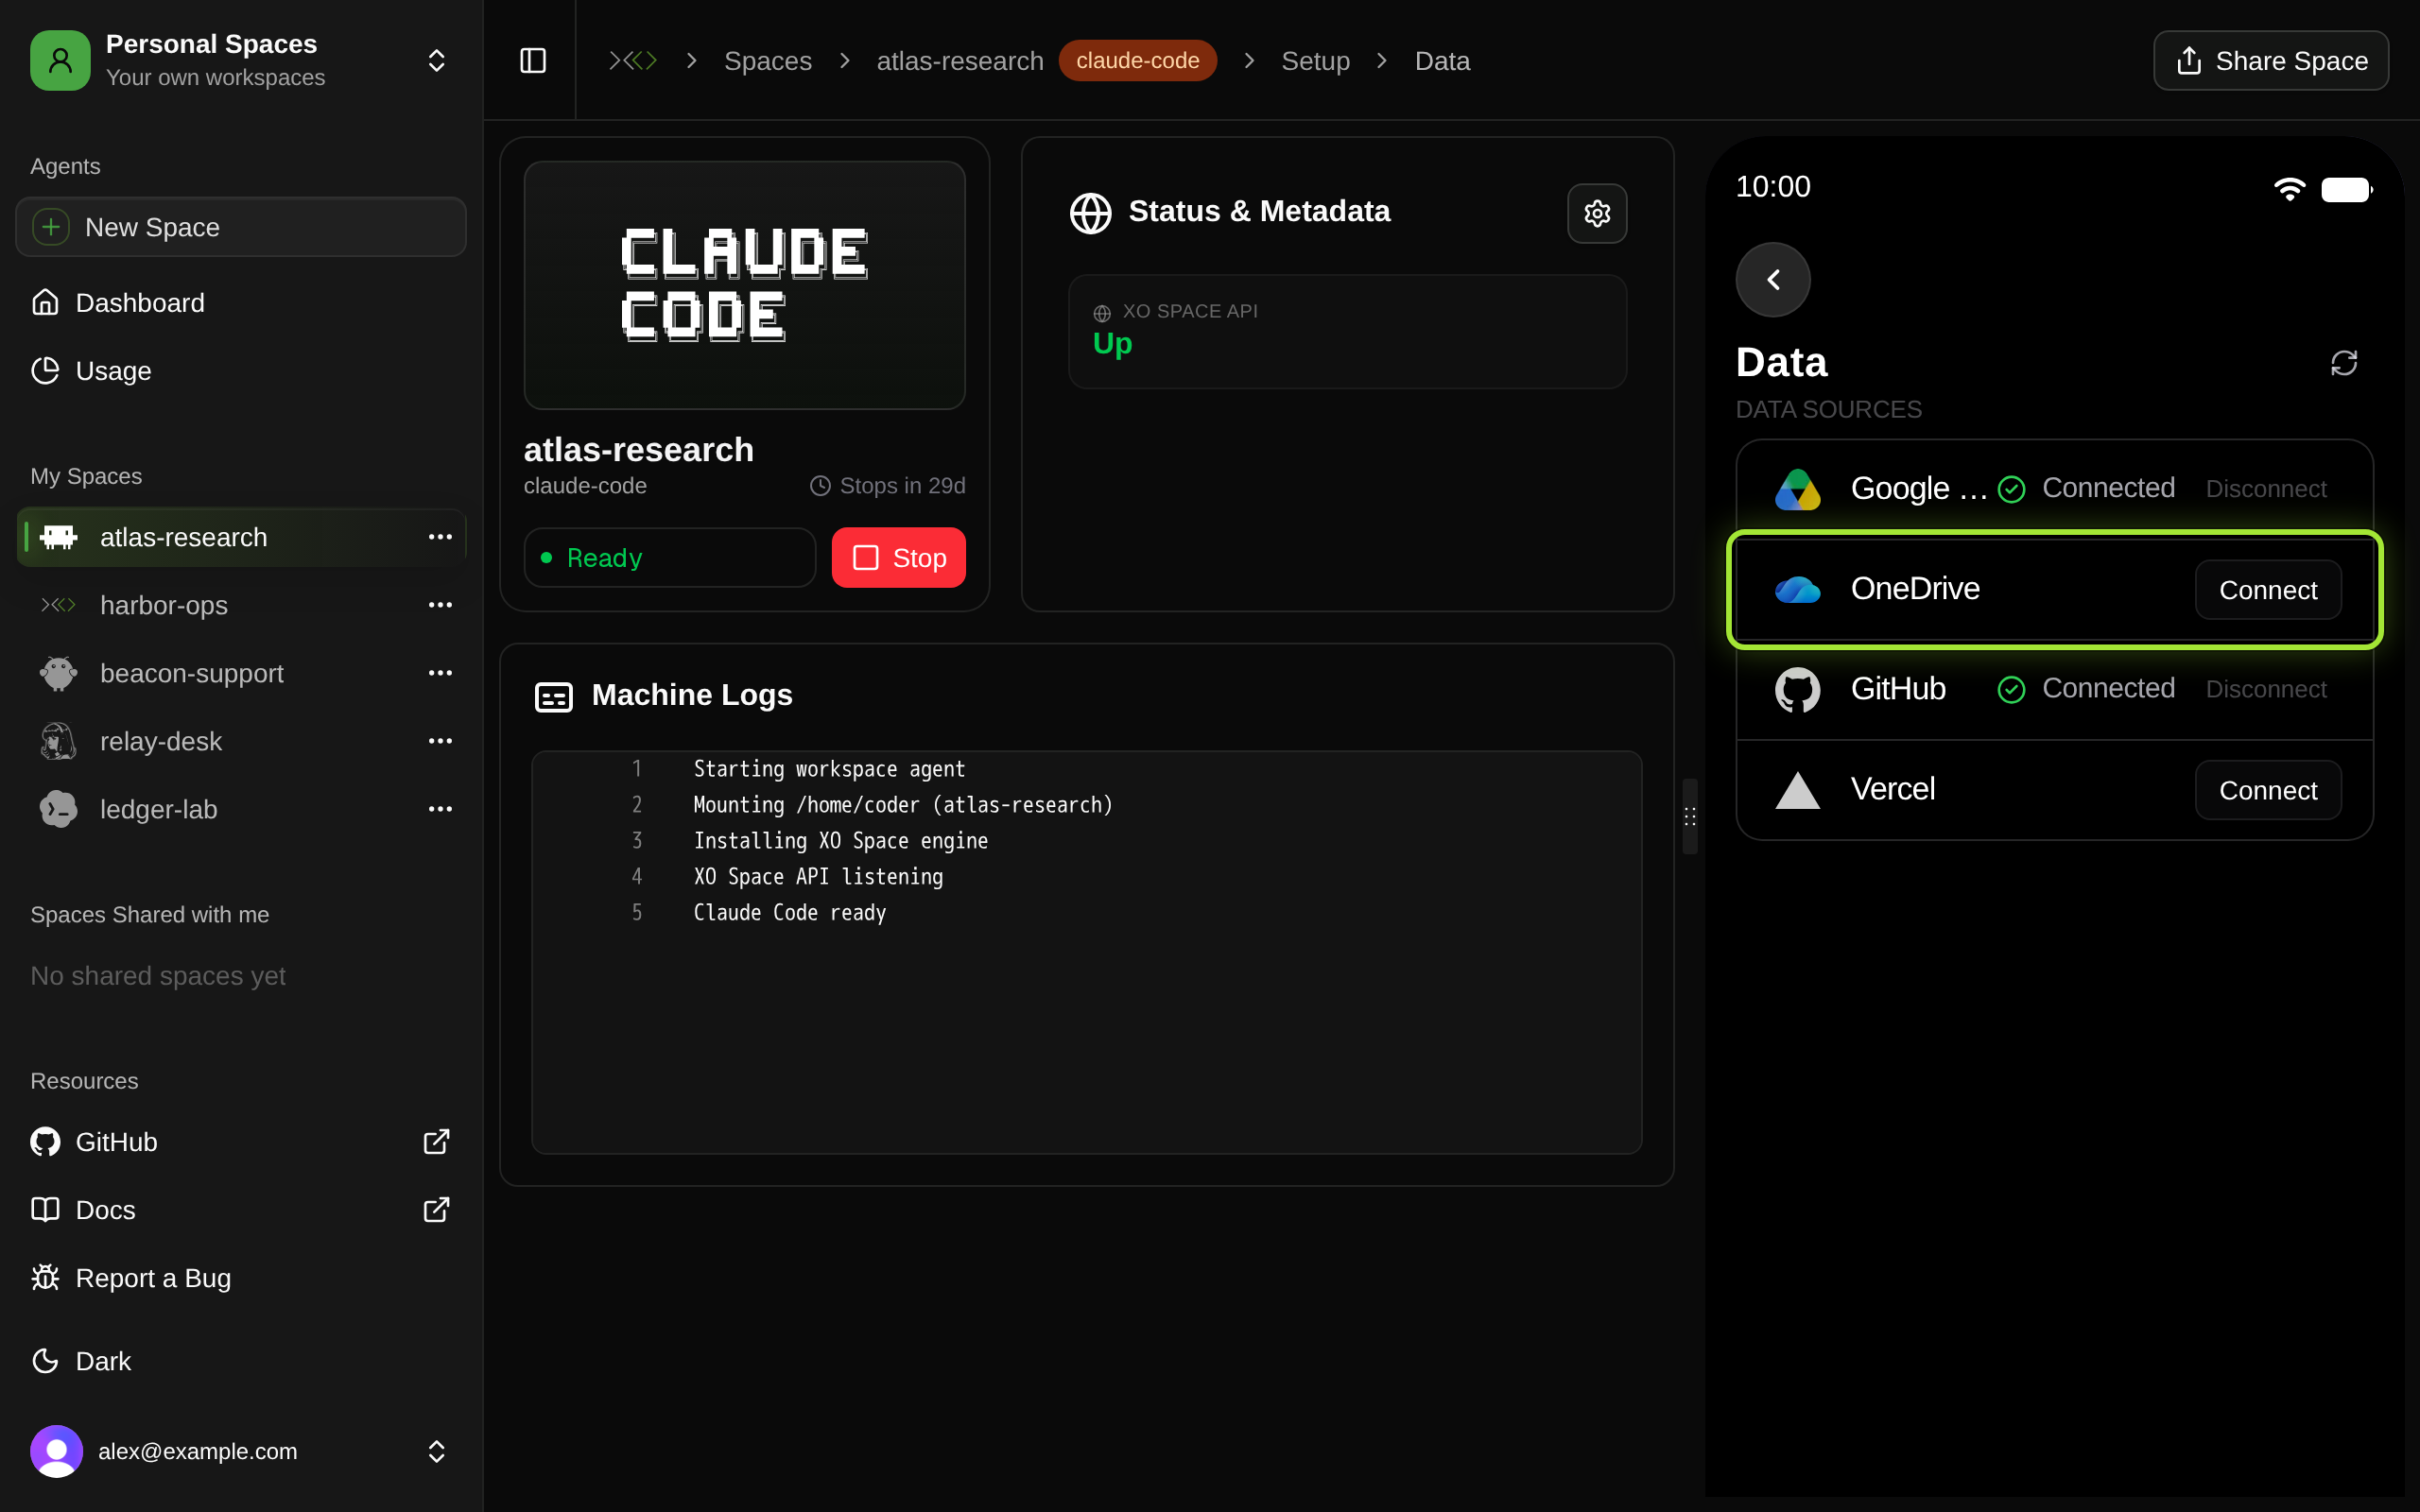 Personal Spaces
Your own workspaces
Agents
New Space
Dashboard
Usage
My Spaces
atlas-research
harbor-ops
beacon-support
relay-desk
ledger-lab
Spaces Shared with me
No shared spaces yet
Resources
GitHub
Docs
Report a Bug
Dark
alex@example.com
Spaces
atlas-research
claude-code
Setup
Data
Share Space
CLAUDE
CODE
atlas-research
claude-code
Stops in 29d
Ready
Stop
Status & Metadata
XO SPACE API
Up
Machine Logs
1 Starting workspace agent
2 Mounting /home/coder (atlas-research)
3 Installing XO Space engine
4 XO Space API listening
5 Claude Code ready
10:00
Data
DATA SOURCES
Google … Connected Disconnect
OneDrive Connect
GitHub Connected Disconnect
Vercel Connect